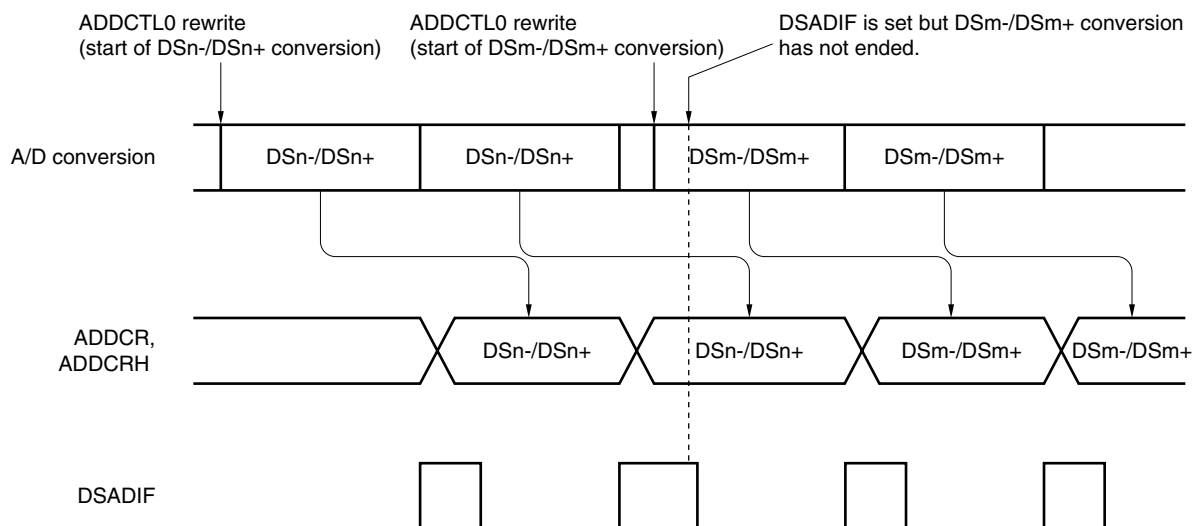 ADDCTL0 rewrite
(start of DSn-/DSn+ conversion)
ADDCTL0 rewrite
(start of DSm-/DSm+ conversion)
DSADIF is set but DSm-/DSm+ conversion
has not ended.
A/D conversion
DSn-/DSn+
DSn-/DSn+
DSm-/DSm+
DSm-/DSm+
ADDCR,
ADDCRH
DSn-/DSn+
DSn-/DSn+
DSm-/DSm+
DSm-/DSm+
DSADIF